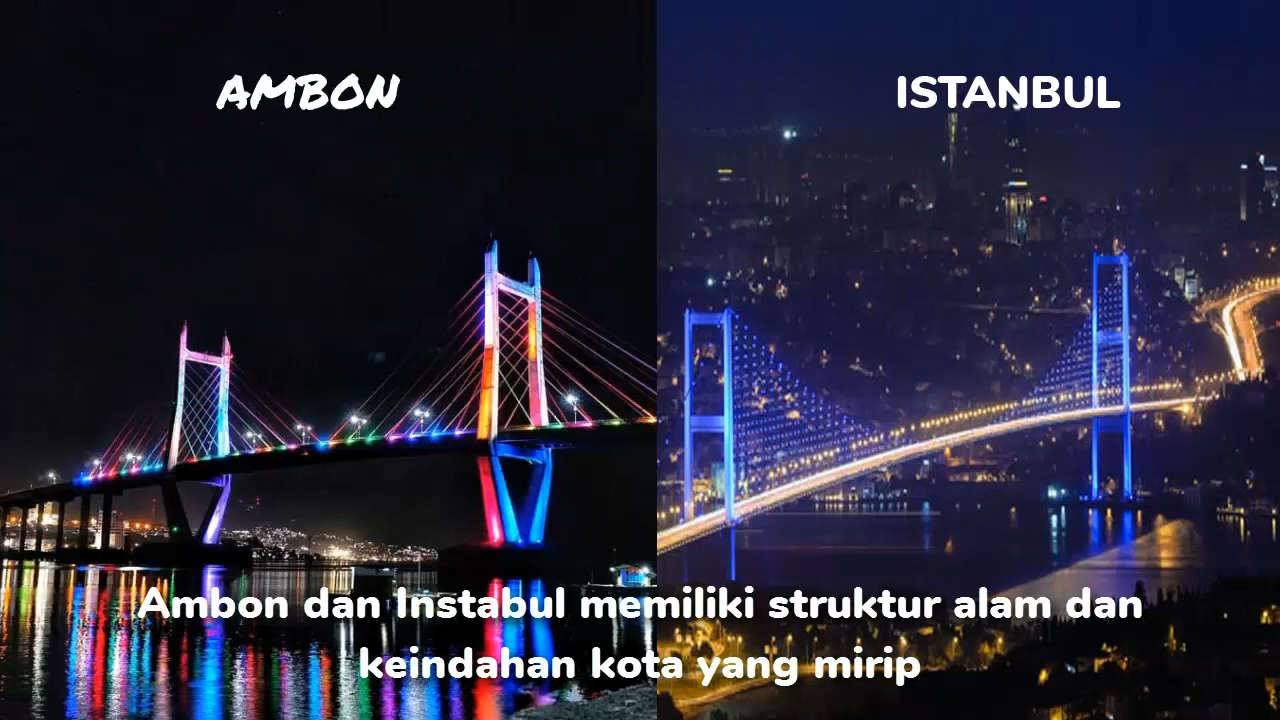 AMBON
ISTANBUL
Ambon dan Instabul memiliki struktur alam dan
keindahan kota yang mirip